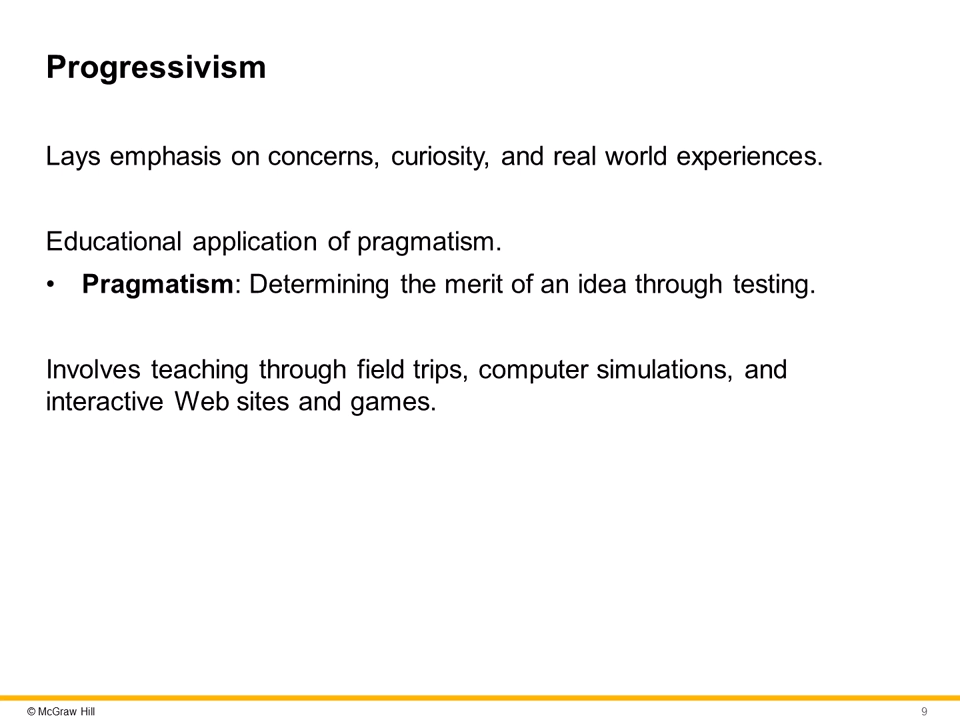 Progressivism
Lays emphasis on concerns, curiosity, and real world experiences.
Educational application of pragmatism.
• Pragmatism: Determining the merit of an idea through testing.
Involves teaching through field trips, computer simulations, and
interactive Web sites and games.
© McGraw Hill
9